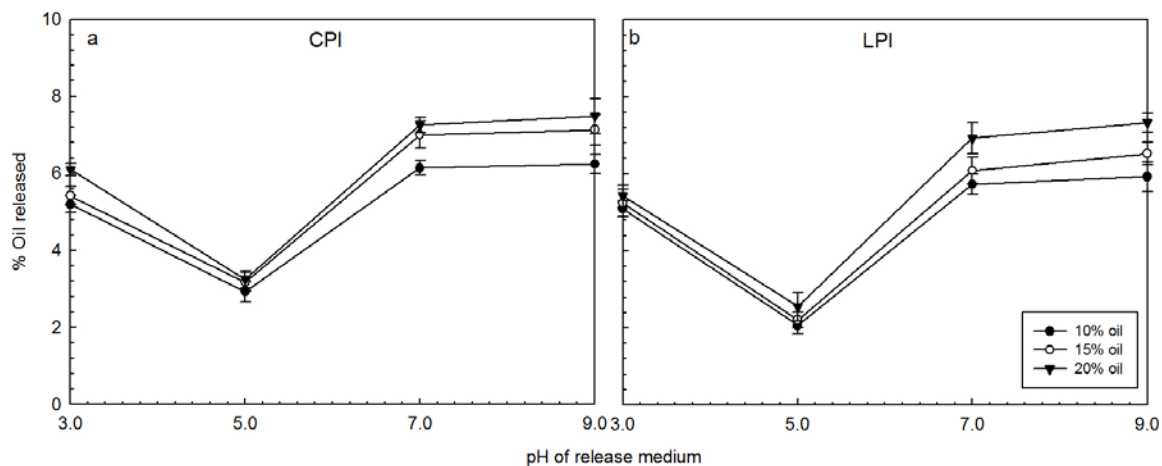 a
CPI
b
LPI
% Oil released
10
8
6
4
2
0
3.0
5.0
7.0
9.0
3.0
5.0
7.0
9.0
10% oil
15% oil
20% oil
pH of release medium